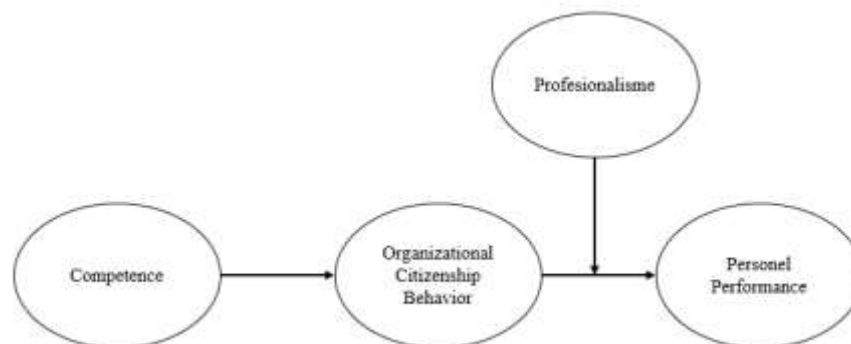 Profesionalisme
Competence
Organizational
Citizenship
Behavior
Personel
Performance